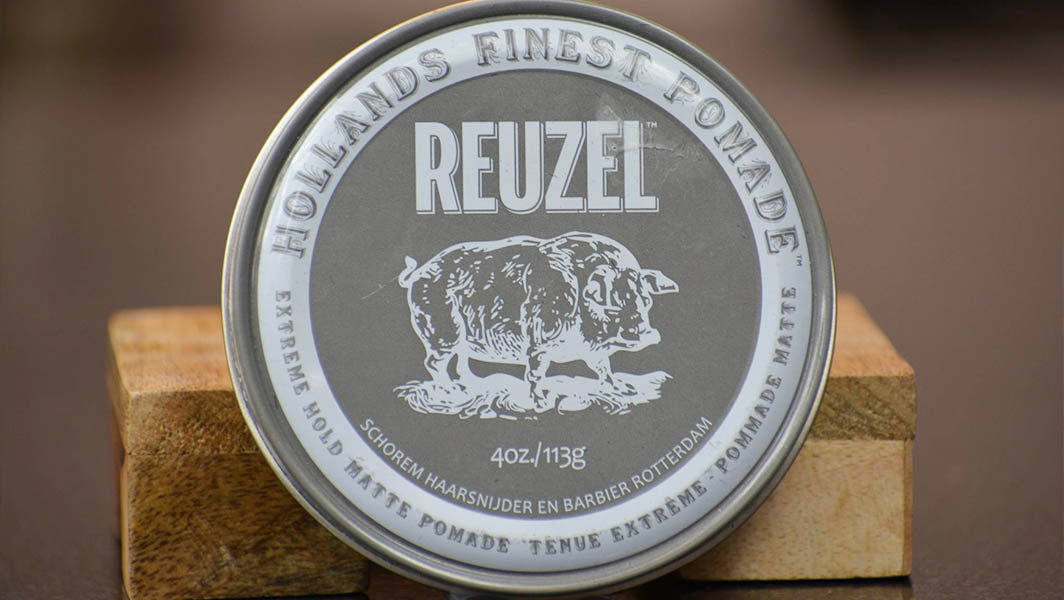 HOLLANDS FINEST POMADE™
REUZEL™
4oz./113g
SCHOREM HAARSNIJDER EN BARBIER ROTTERDAM
EXTREME HOLD MATTE POMADE TENUE EXTRÊME - POMMADE MATTE